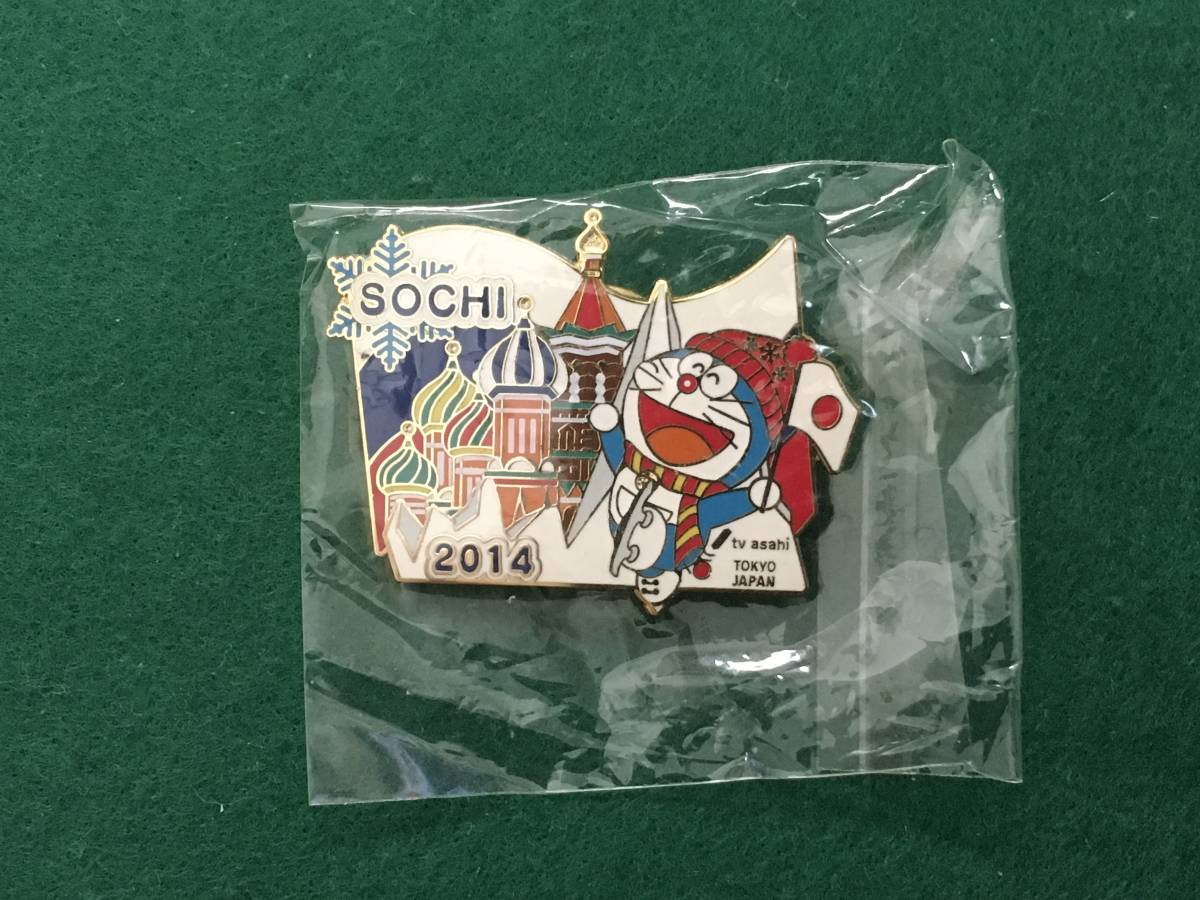 SOCHI
2014
tv asahi
TOKYO
JAPAN